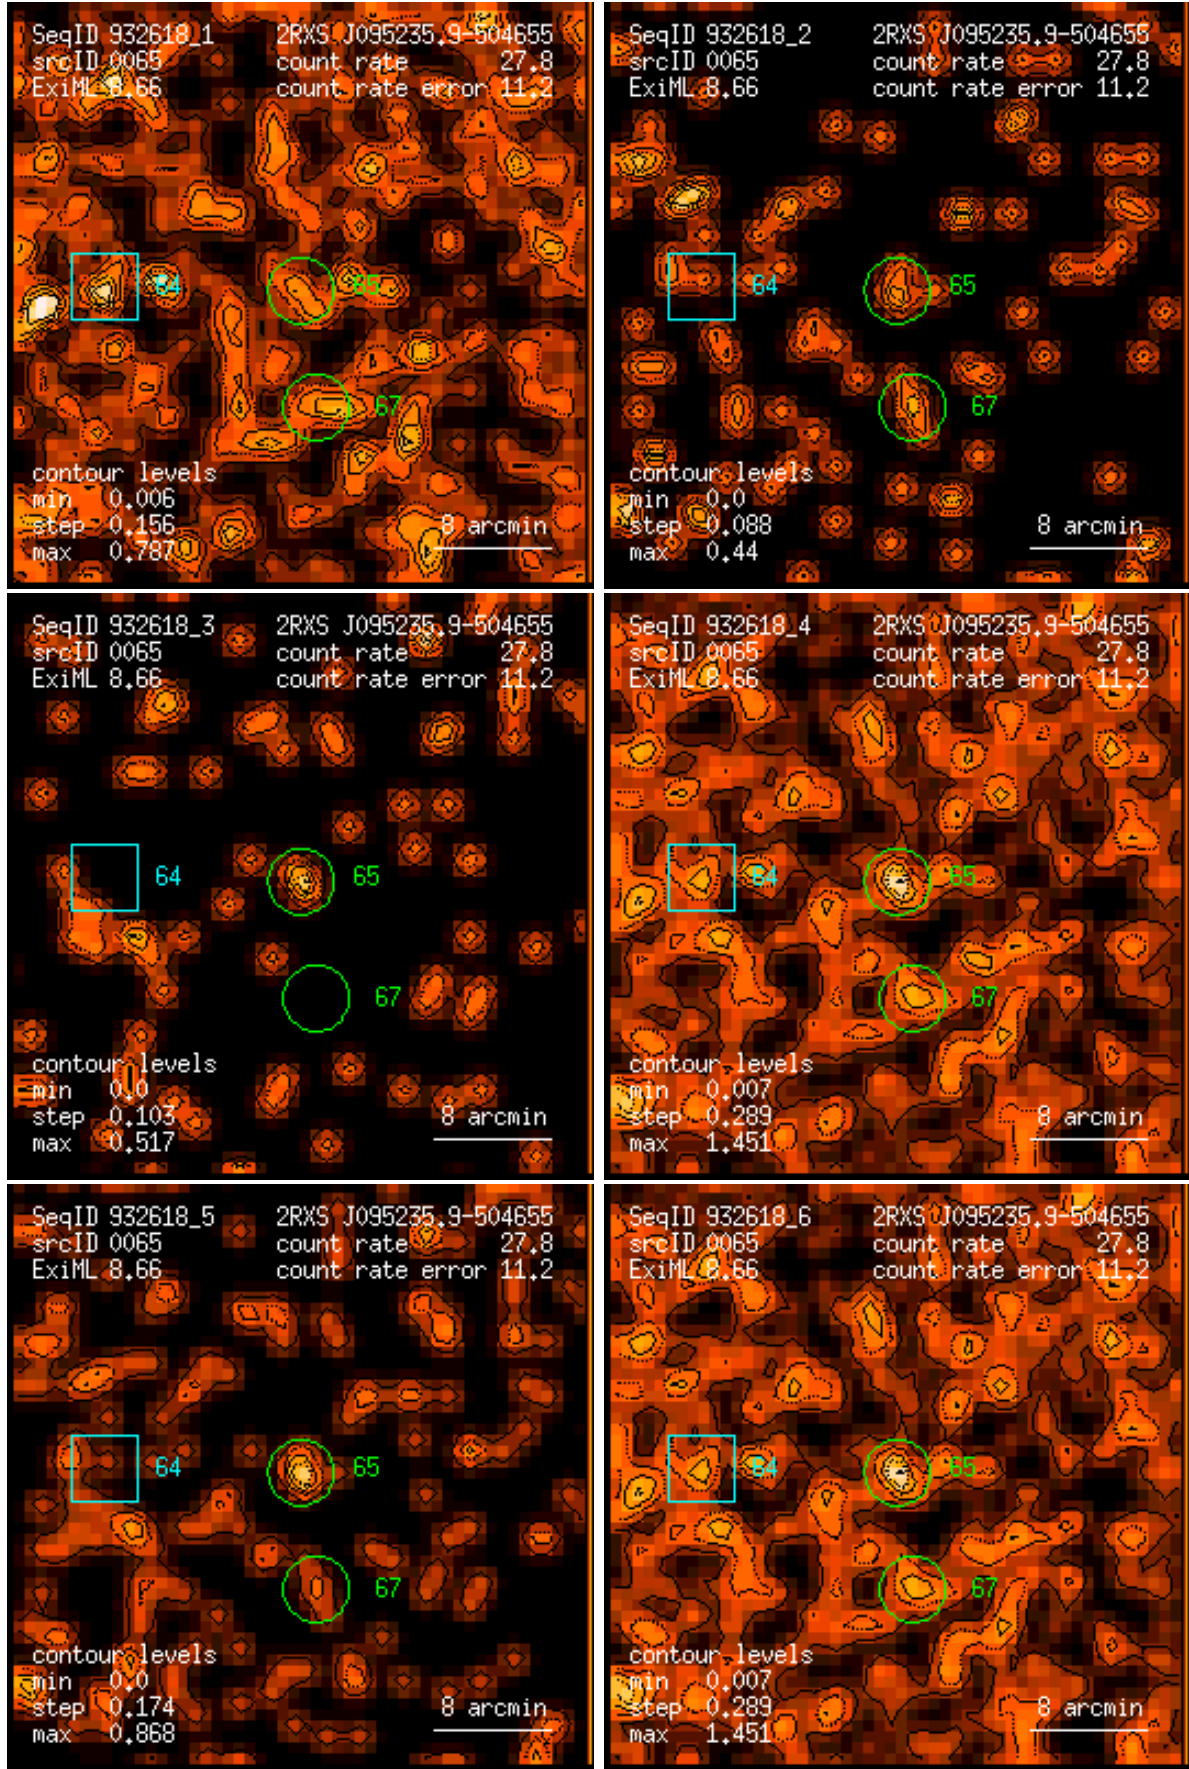 SeqID 932618_1 2RXS J095235.9-504655
srcID 0065 count rate 27.8
ExiML 8.66 count rate error 11.2
64
65
67
contour levels
min 0.006
step 0.156
max 0.787
8 arcmin
SeqID 932618_2 2RXS J095235.9-504655
srcID 0065 count rate 27.8
ExiML 8.66 count rate error 11.2
64
65
67
contour levels
min 0.0
step 0.088
max 0.44
8 arcmin
SeqID 932618_3 2RXS J095235.9-504655
srcID 0065 count rate 27.8
ExiML 8.66 count rate error 11.2
64
65
67
contour levels
min 0.0
step 0.103
max 0.517
8 arcmin
SeqID 932618_4 2RXS J095235.9-504655
srcID 0065 count rate 27.8
ExiML 8.66 count rate error 11.2
64
65
67
contour levels
min 0.007
step 0.289
max 1.451
8 arcmin
SeqID 932618_5 2RXS J095235.9-504655
srcID 0065 count rate 27.8
ExiML 8.66 count rate error 11.2
64
65
67
contour levels
min 0.0
step 0.174
max 0.868
8 arcmin
SeqID 932618_6 2RXS J095235.9-504655
srcID 0065 count rate 27.8
ExiML 8.66 count rate error 11.2
64
65
67
contour levels
min 0.007
step 0.289
max 1.451
8 arcmin